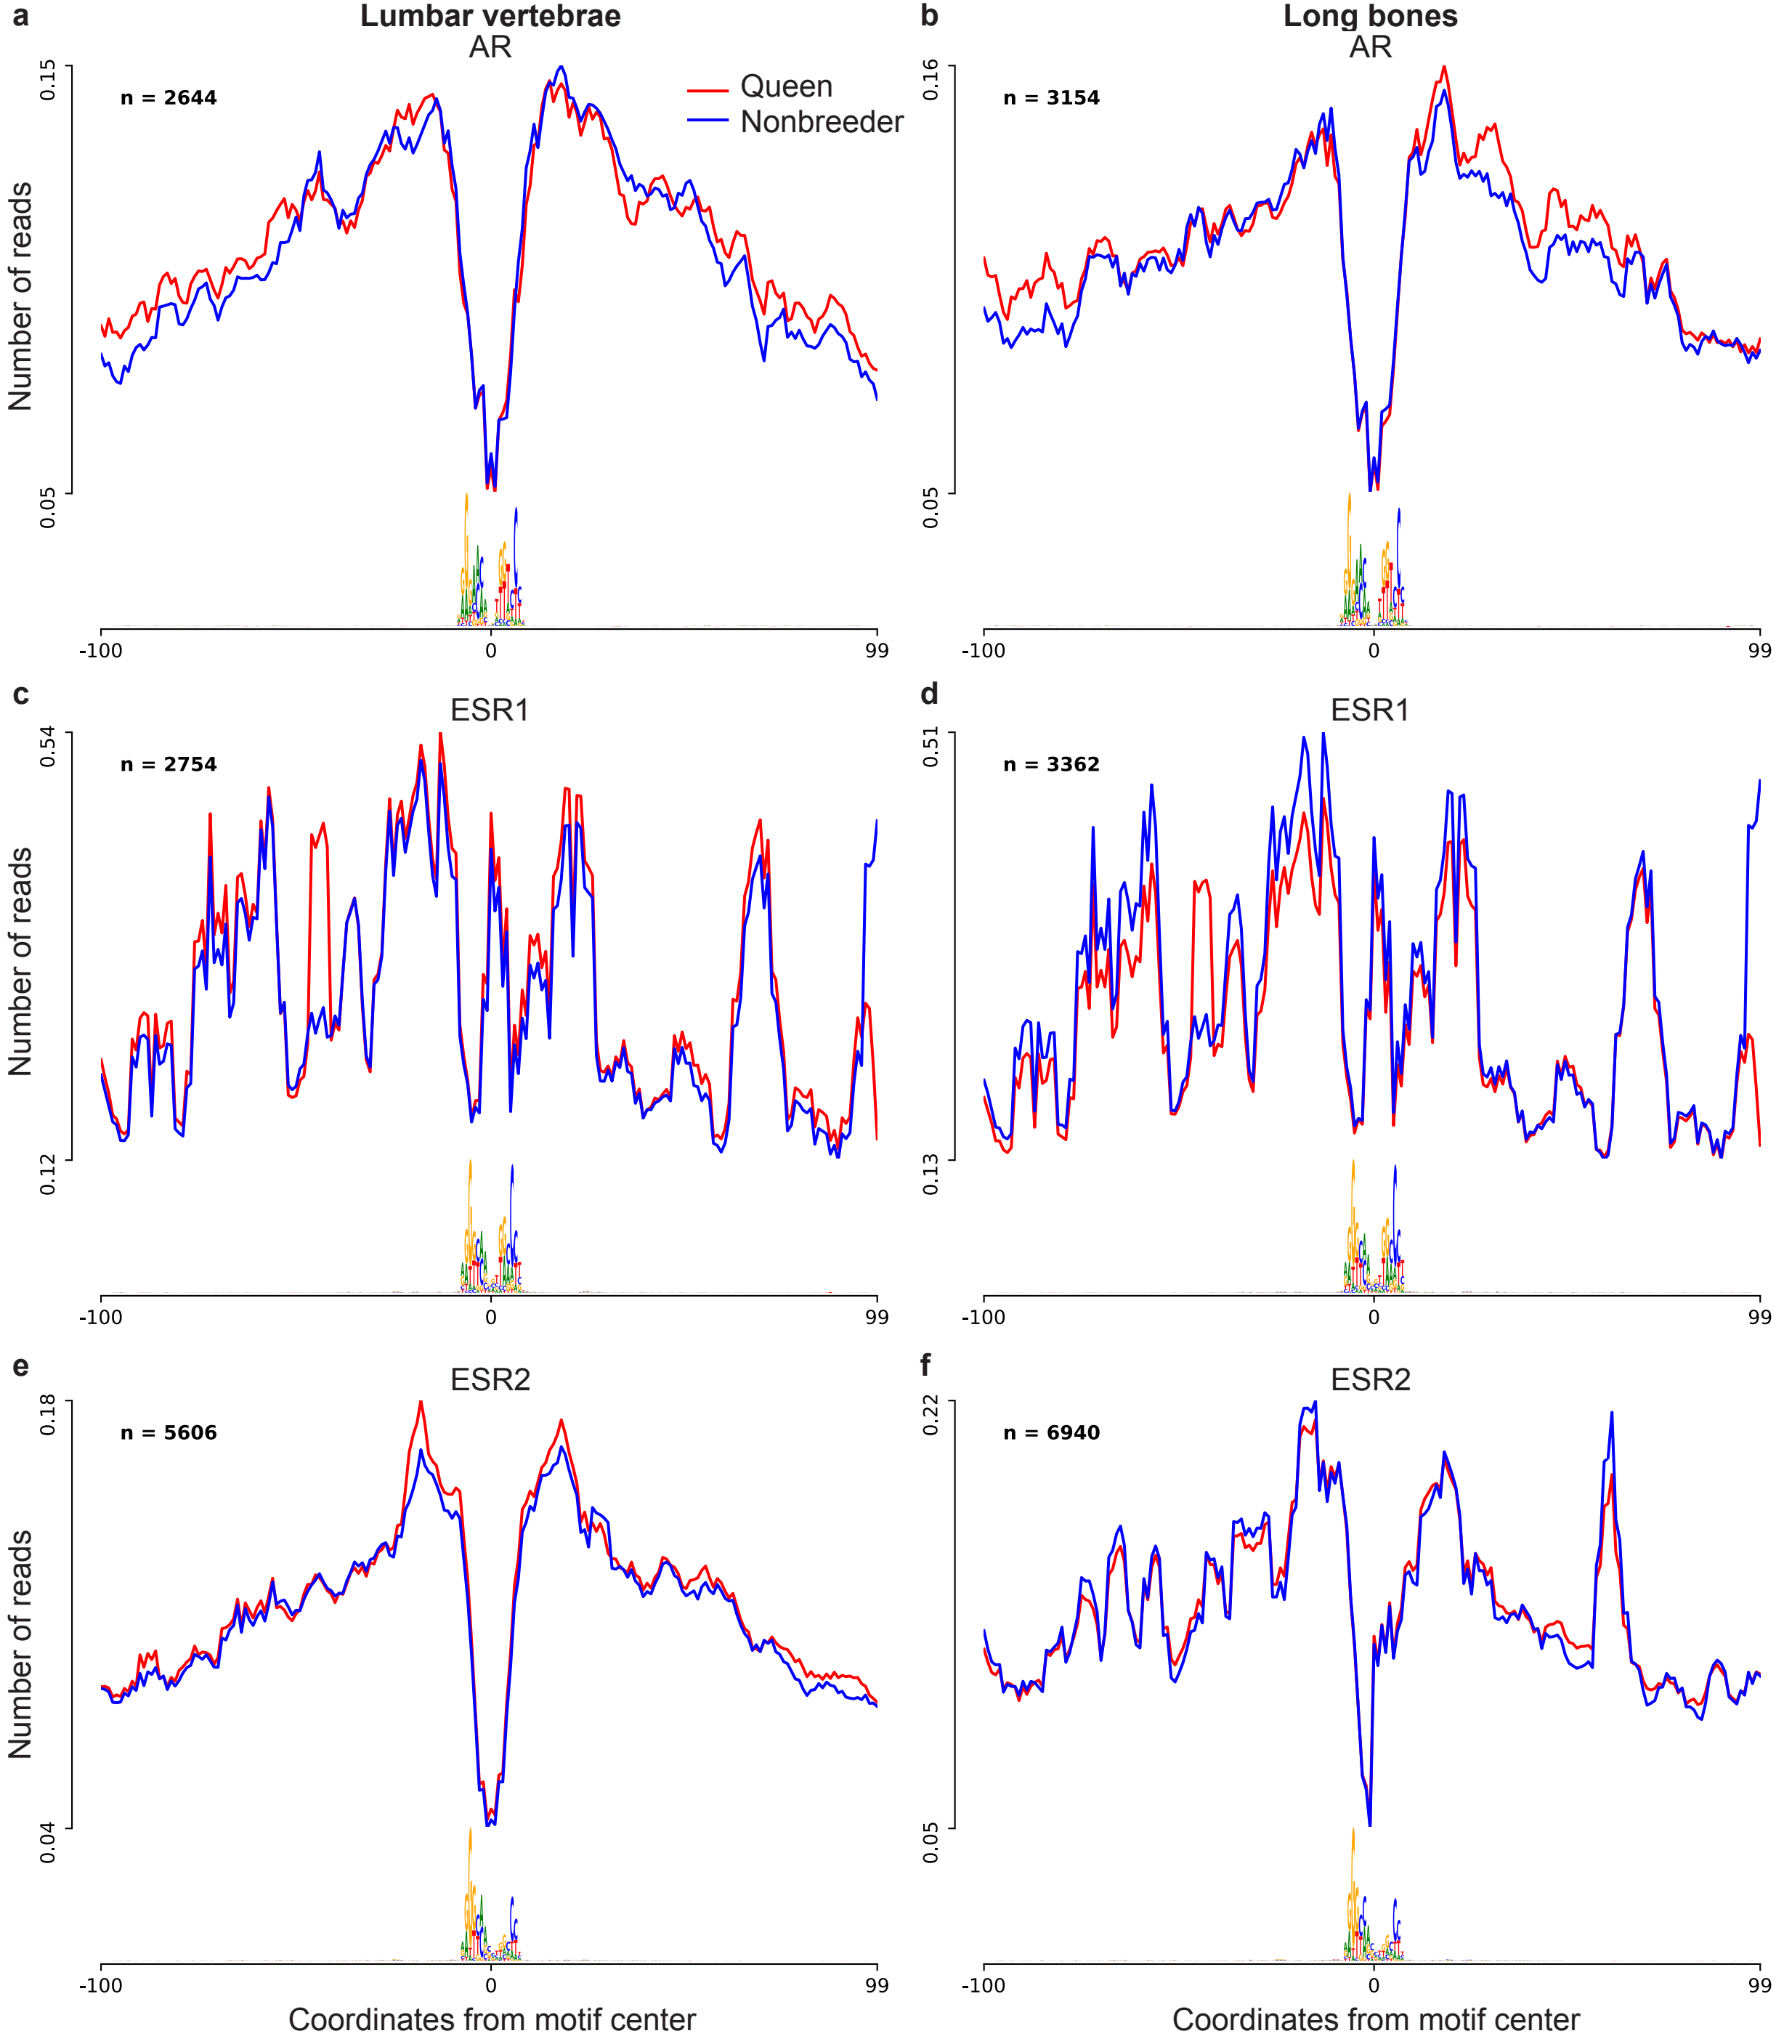 a Lumbar vertebrae b Long bones
AR AR
0.15 n = 2644 Queen 0.16 n = 3154
Nonbreeder
Number of reads
0.05 0.05
-100 0 99 -100 0 99
c d
ESR1 ESR1
0.54 n = 2754 0.51 n = 3362
Number of reads
0.12 0.13
-100 0 99 -100 0 99
e f
ESR2 ESR2
0.18 n = 5606 0.22 n = 6940
Number of reads
0.04 0.05
-100 0 99 -100 0 99
Coordinates from motif center Coordinates from motif center